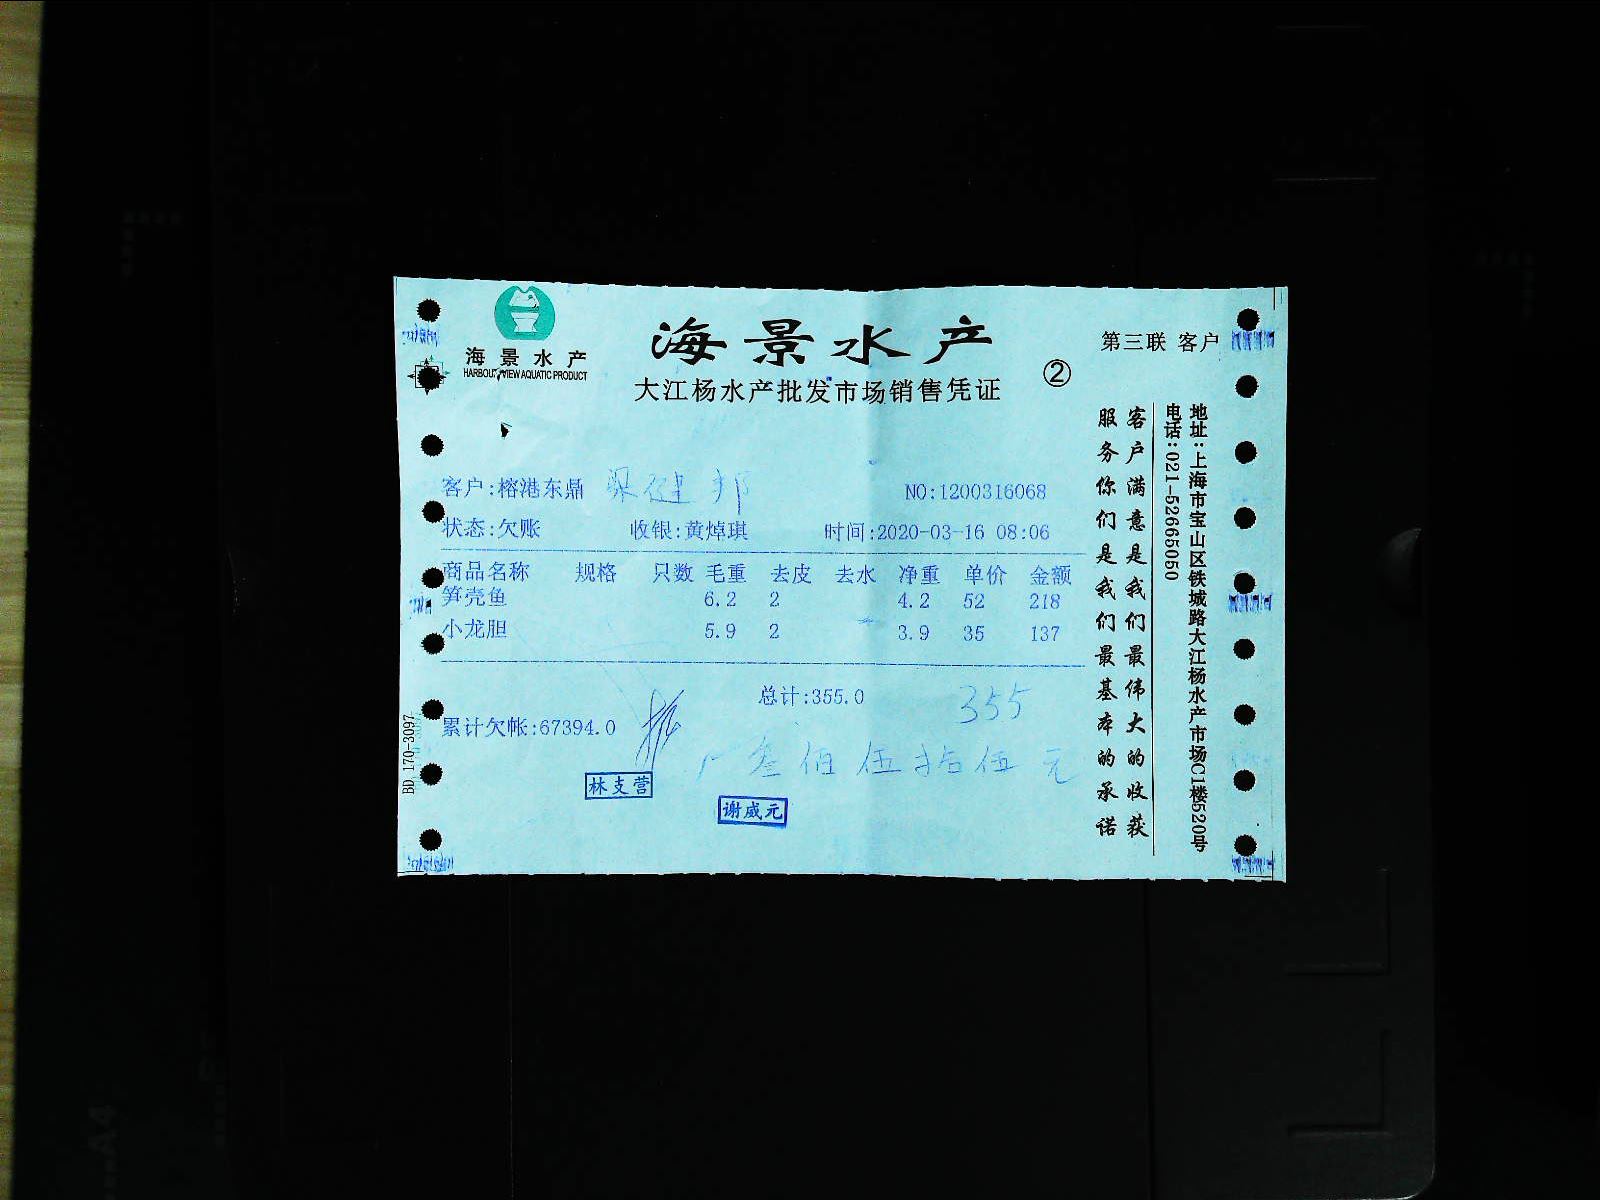 海景水产
HARBOUR VIEW AQUATIC PRODUCT
海景水产
大江杨水产批发市场销售凭证
②
第三联 客户
客户:榕港东鼎 梁建邦
NO:1200316068
状态:欠账 收银:黄焯琪 时间:2020-03-16 08:06
商品名称 规格 只数 毛重 去皮 去水 净重 单价 金额
笋壳鱼 6.2 2 4.2 52 218
小龙胆 5.9 2 3.9 35 137
总计:355.0 355
累计欠帐:67394.0
叁佰伍拾伍元
林支营
谢威元
客户满意是我们最伟大的收获
服务你们是我们最基本的承诺
地址:上海市宝山区铁城路大江杨水产市场C1楼520号
电话:021-52665050
BD 170-3097
A4